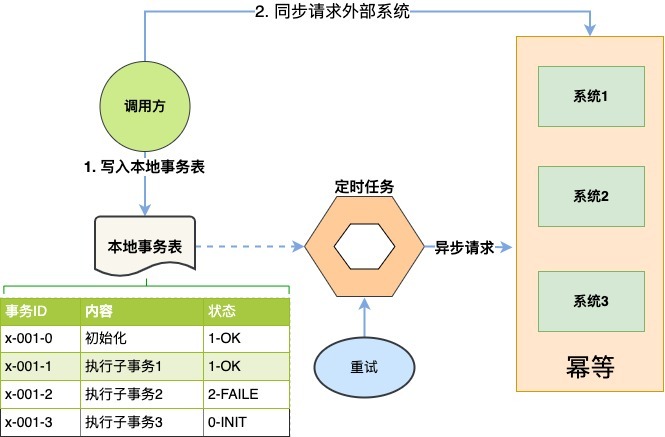 2. 同步请求外部系统
调用方
系统1
1. 写入本地事务表
定时任务
系统2
本地事务表
异步请求
系统3
事务ID 内容 状态
x-001-0 初始化 1-OK
x-001-1 执行子事务1 1-OK
x-001-2 执行子事务2 2-FAILE
x-001-3 执行子事务3 0-INIT
重试
幂等